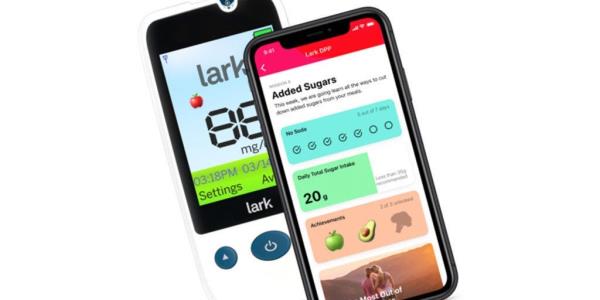 lark
mg/
03:18PM 03/14
Settings Av
lark
9:41
Lark DPP
Added Sugars
This week, we are going learn all the ways to cut
down added sugars from your meals.
No Soda
5 out of 7 days
Daily Total Sugar Intake
20 g
Less than 35g
recommended
Achievements
2 of 3 unlocked
Most Out of